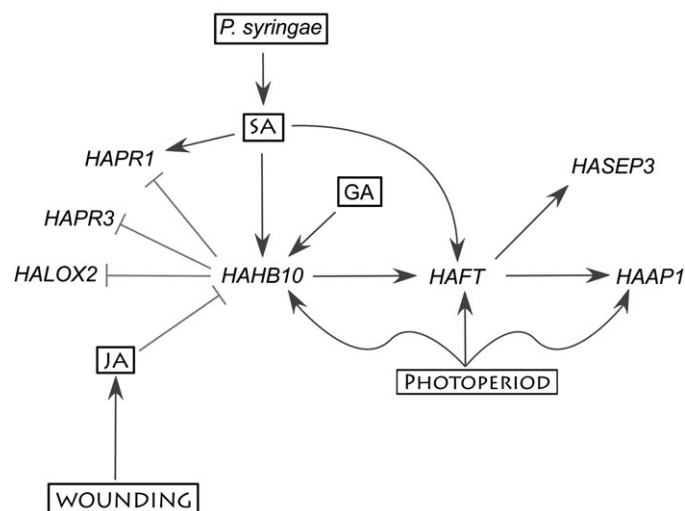 P. syringae
SA
HAPR1
HASEP3
GA
HAPR3
HALOX2
HAHB10
HAFT
HAAP1
JA
PHOTOPERIOD
WOUNDING